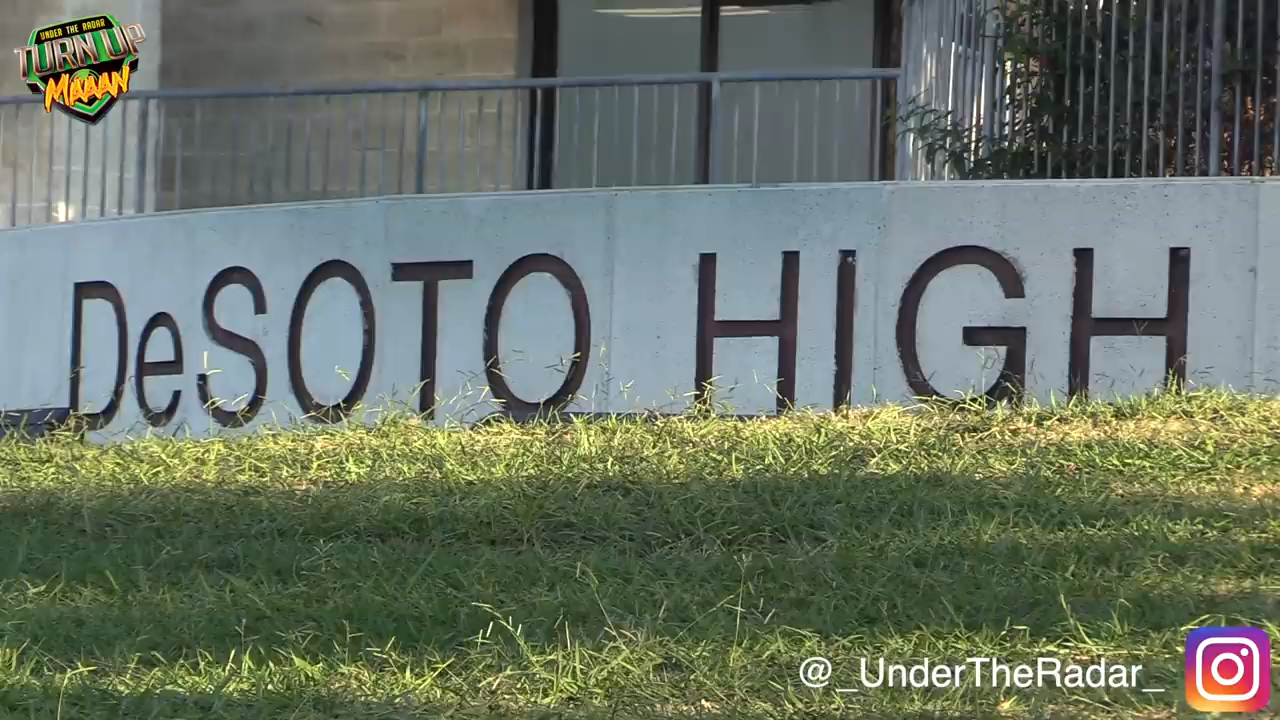 UNDER THE RADAR
TURN UP
MAAAN
DeSOTO HIGH
@_UnderTheRadar_